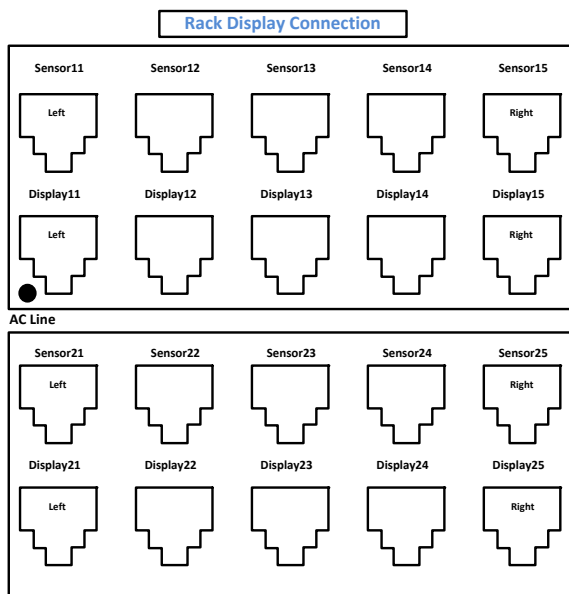 Rack Display Connection
Sensor11 Sensor12 Sensor13 Sensor14 Sensor15
Left Right
Display11 Display12 Display13 Display14 Display15
Left Right
AC Line
Sensor21 Sensor22 Sensor23 Sensor24 Sensor25
Left Right
Display21 Display22 Display23 Display24 Display25
Left Right